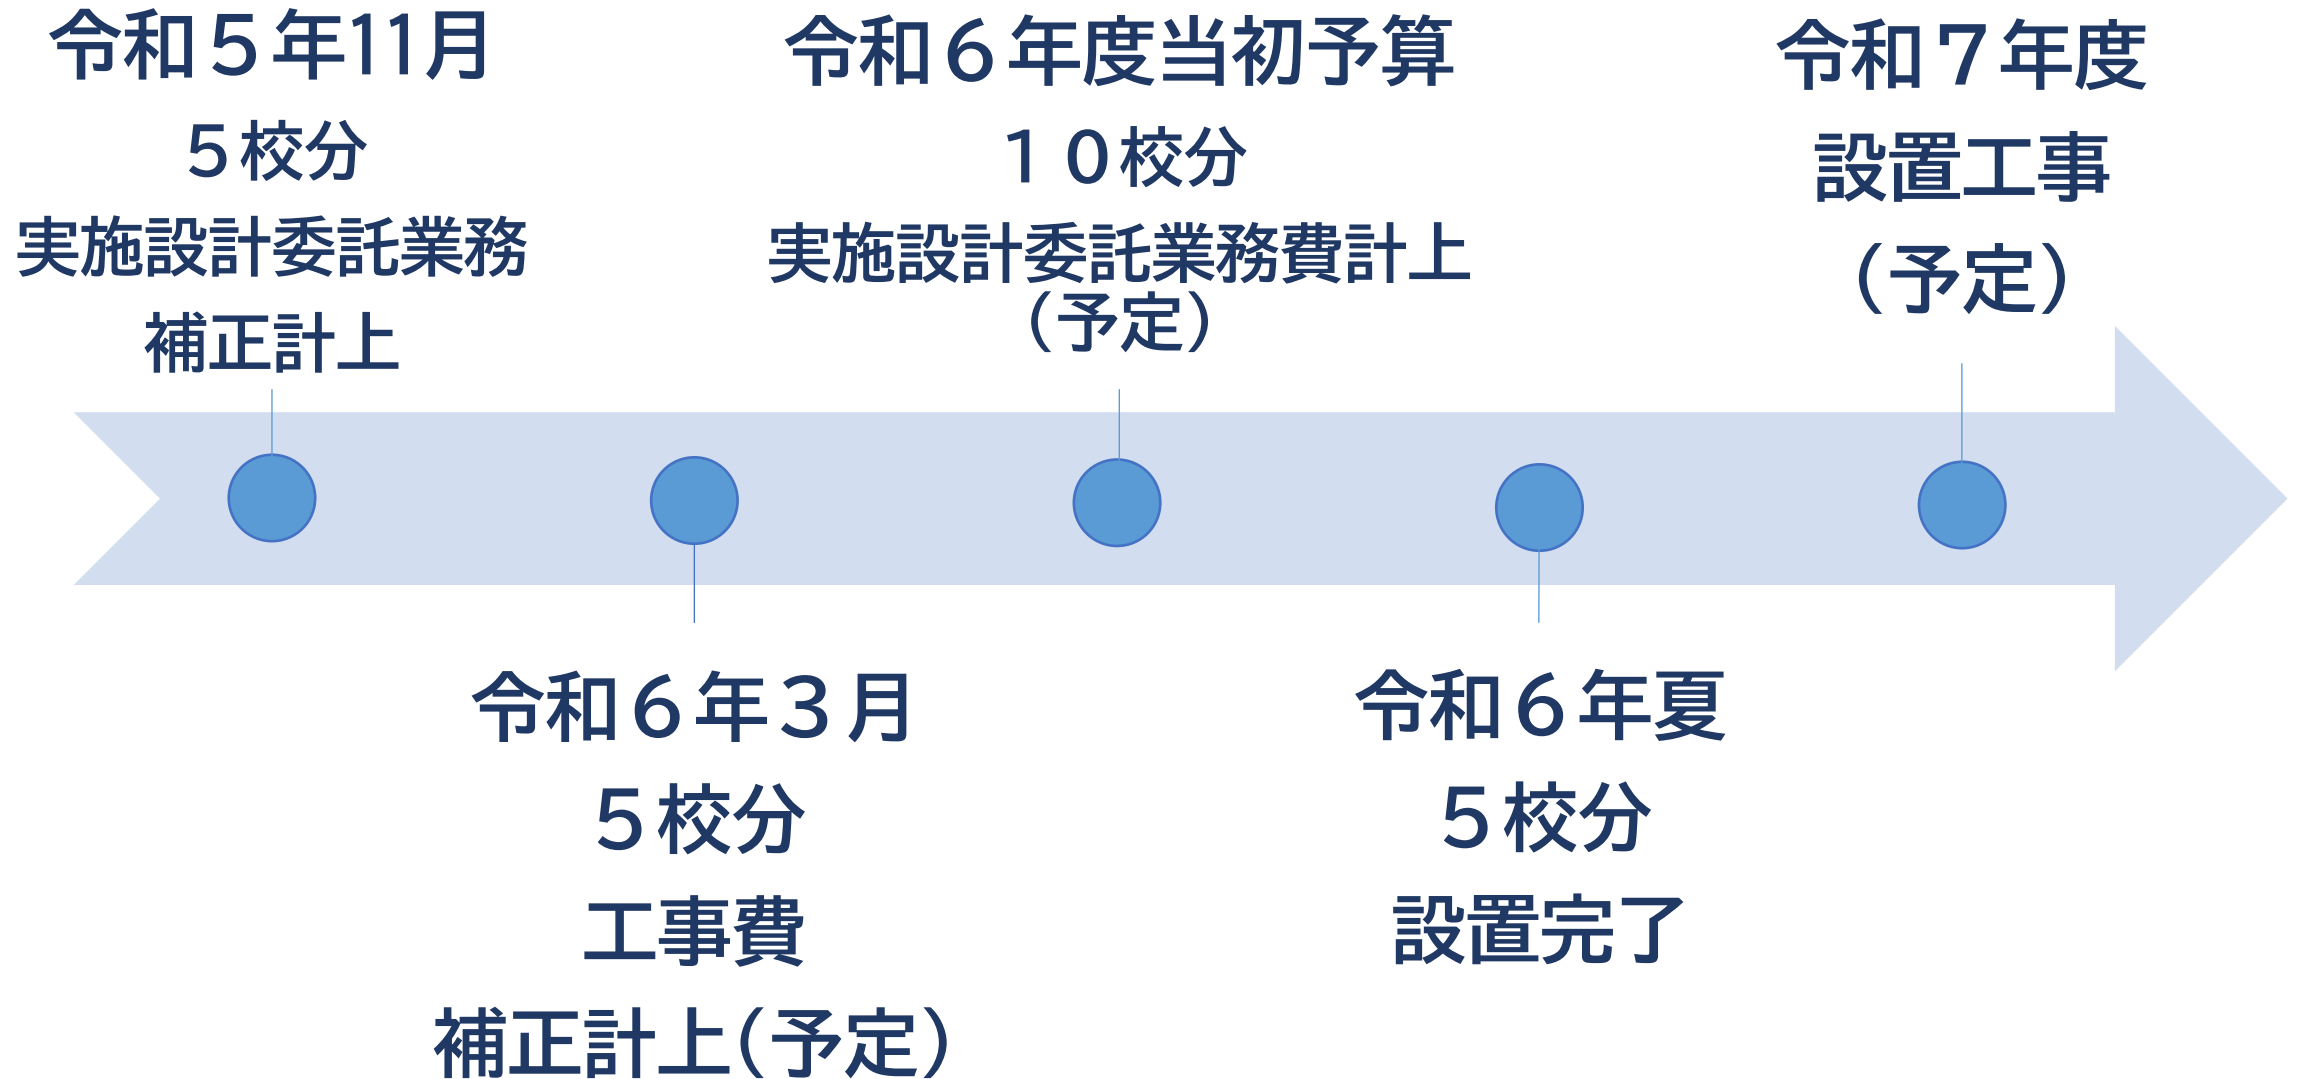 令和５年11月
５校分
実施設計委託業務
補正計上
令和６年度当初予算
１０校分
実施設計委託業務費計上
（予定）
令和７年度
設置工事
（予定）
令和６年３月
５校分
工事費
補正計上（予定）
令和６年夏
５校分
設置完了